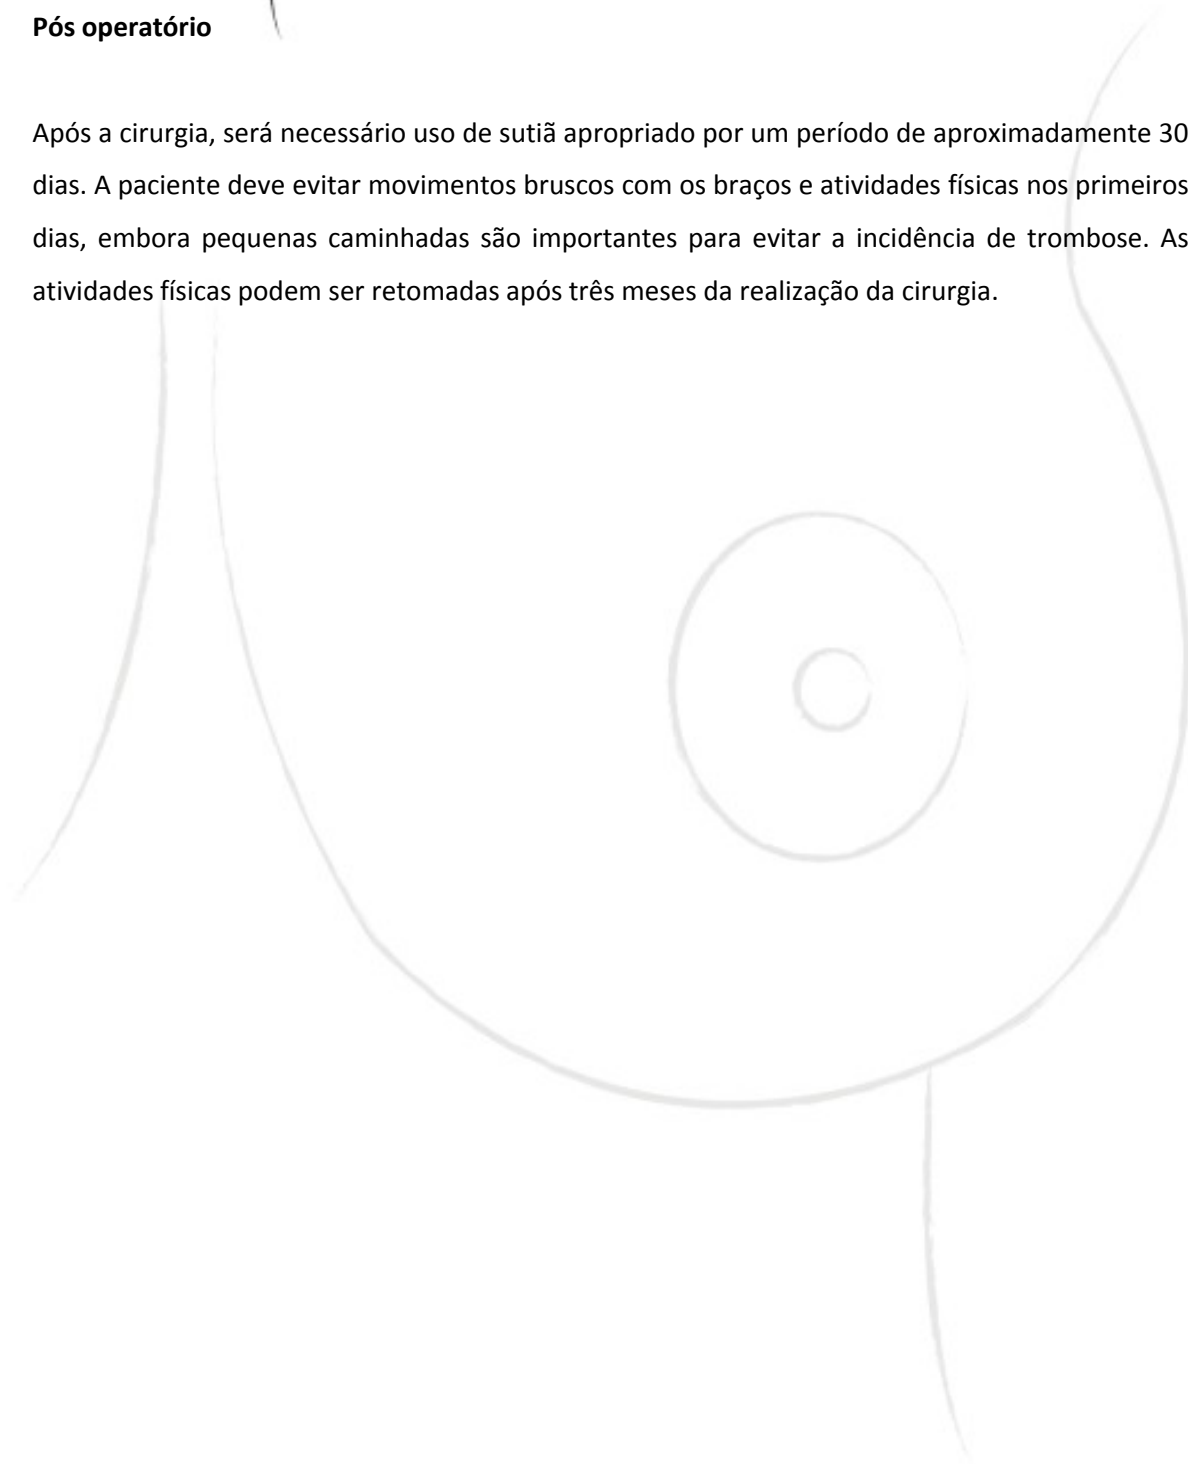 Pós operatório
Após a cirurgia, será necessário uso de sutiã apropriado por um período de aproximadamente 30
dias. A paciente deve evitar movimentos bruscos com os braços e atividades físicas nos primeiros
dias, embora pequenas caminhadas são importantes para evitar a incidência de trombose. As
atividades físicas podem ser retomadas após três meses da realização da cirurgia.